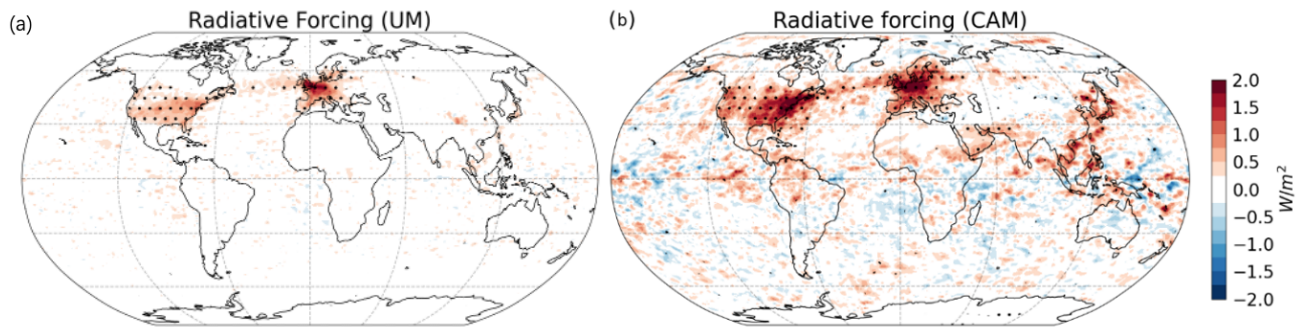 (a)
Radiative Forcing (UM)
(b)
Radiative forcing (CAM)
2.0
1.5
1.0
0.5
0.0
−0.5
−1.0
−1.5
−2.0
W/m²